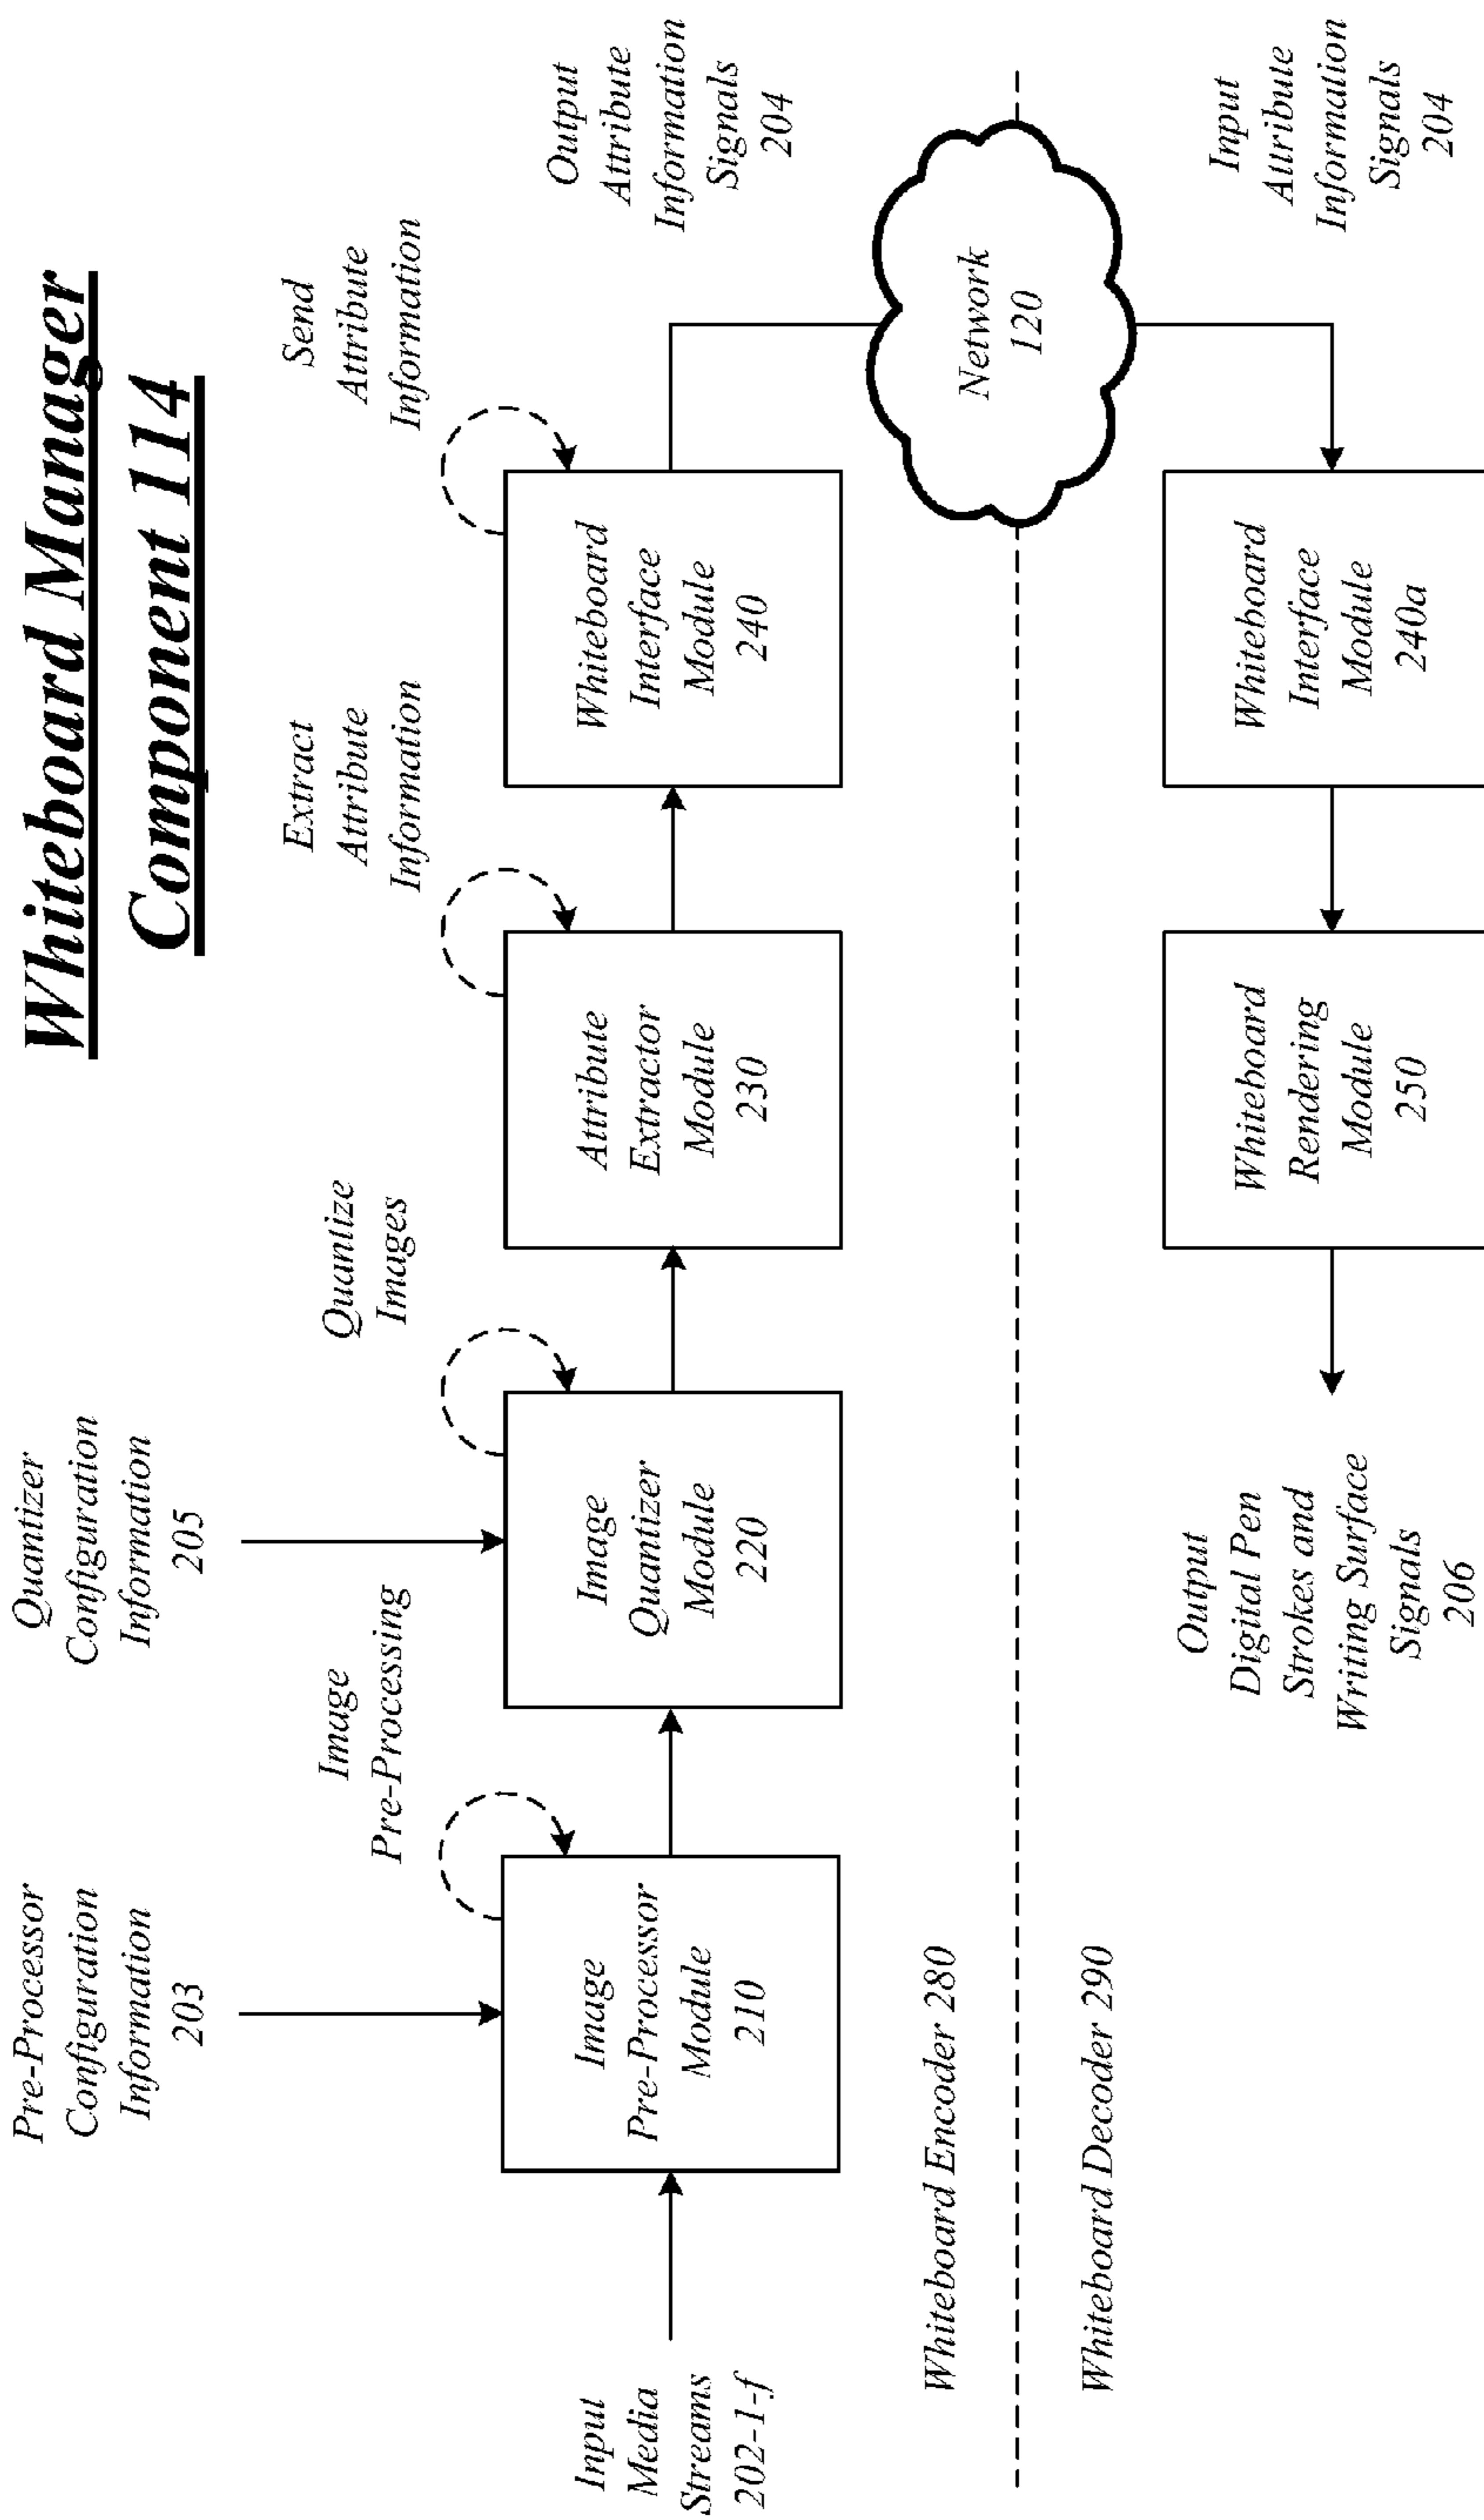 Whiteboard Manager
Component 114
Pre-Processor
Configuration
Information
203
Quantizer
Configuration
Information
205
Image
Pre-Processing
Quantize
Images
Extract
Attribute
Information
Send
Attribute
Information
Input
Media
Streams
202-1-f
Image
Pre-Processor
Module
210
Image
Quantizer
Module
220
Attribute
Extractor
Module
230
Whiteboard
Interface
Module
240
Output
Attribute
Information
Signals
204
Whiteboard Encoder 280
Network
120
Whiteboard Decoder 290
Output
Digital Pen
Strokes and
Writing Surface
Signals
206
Whiteboard
Rendering
Module
250
Whiteboard
Interface
Module
240a
Input
Attribute
Information
Signals
204